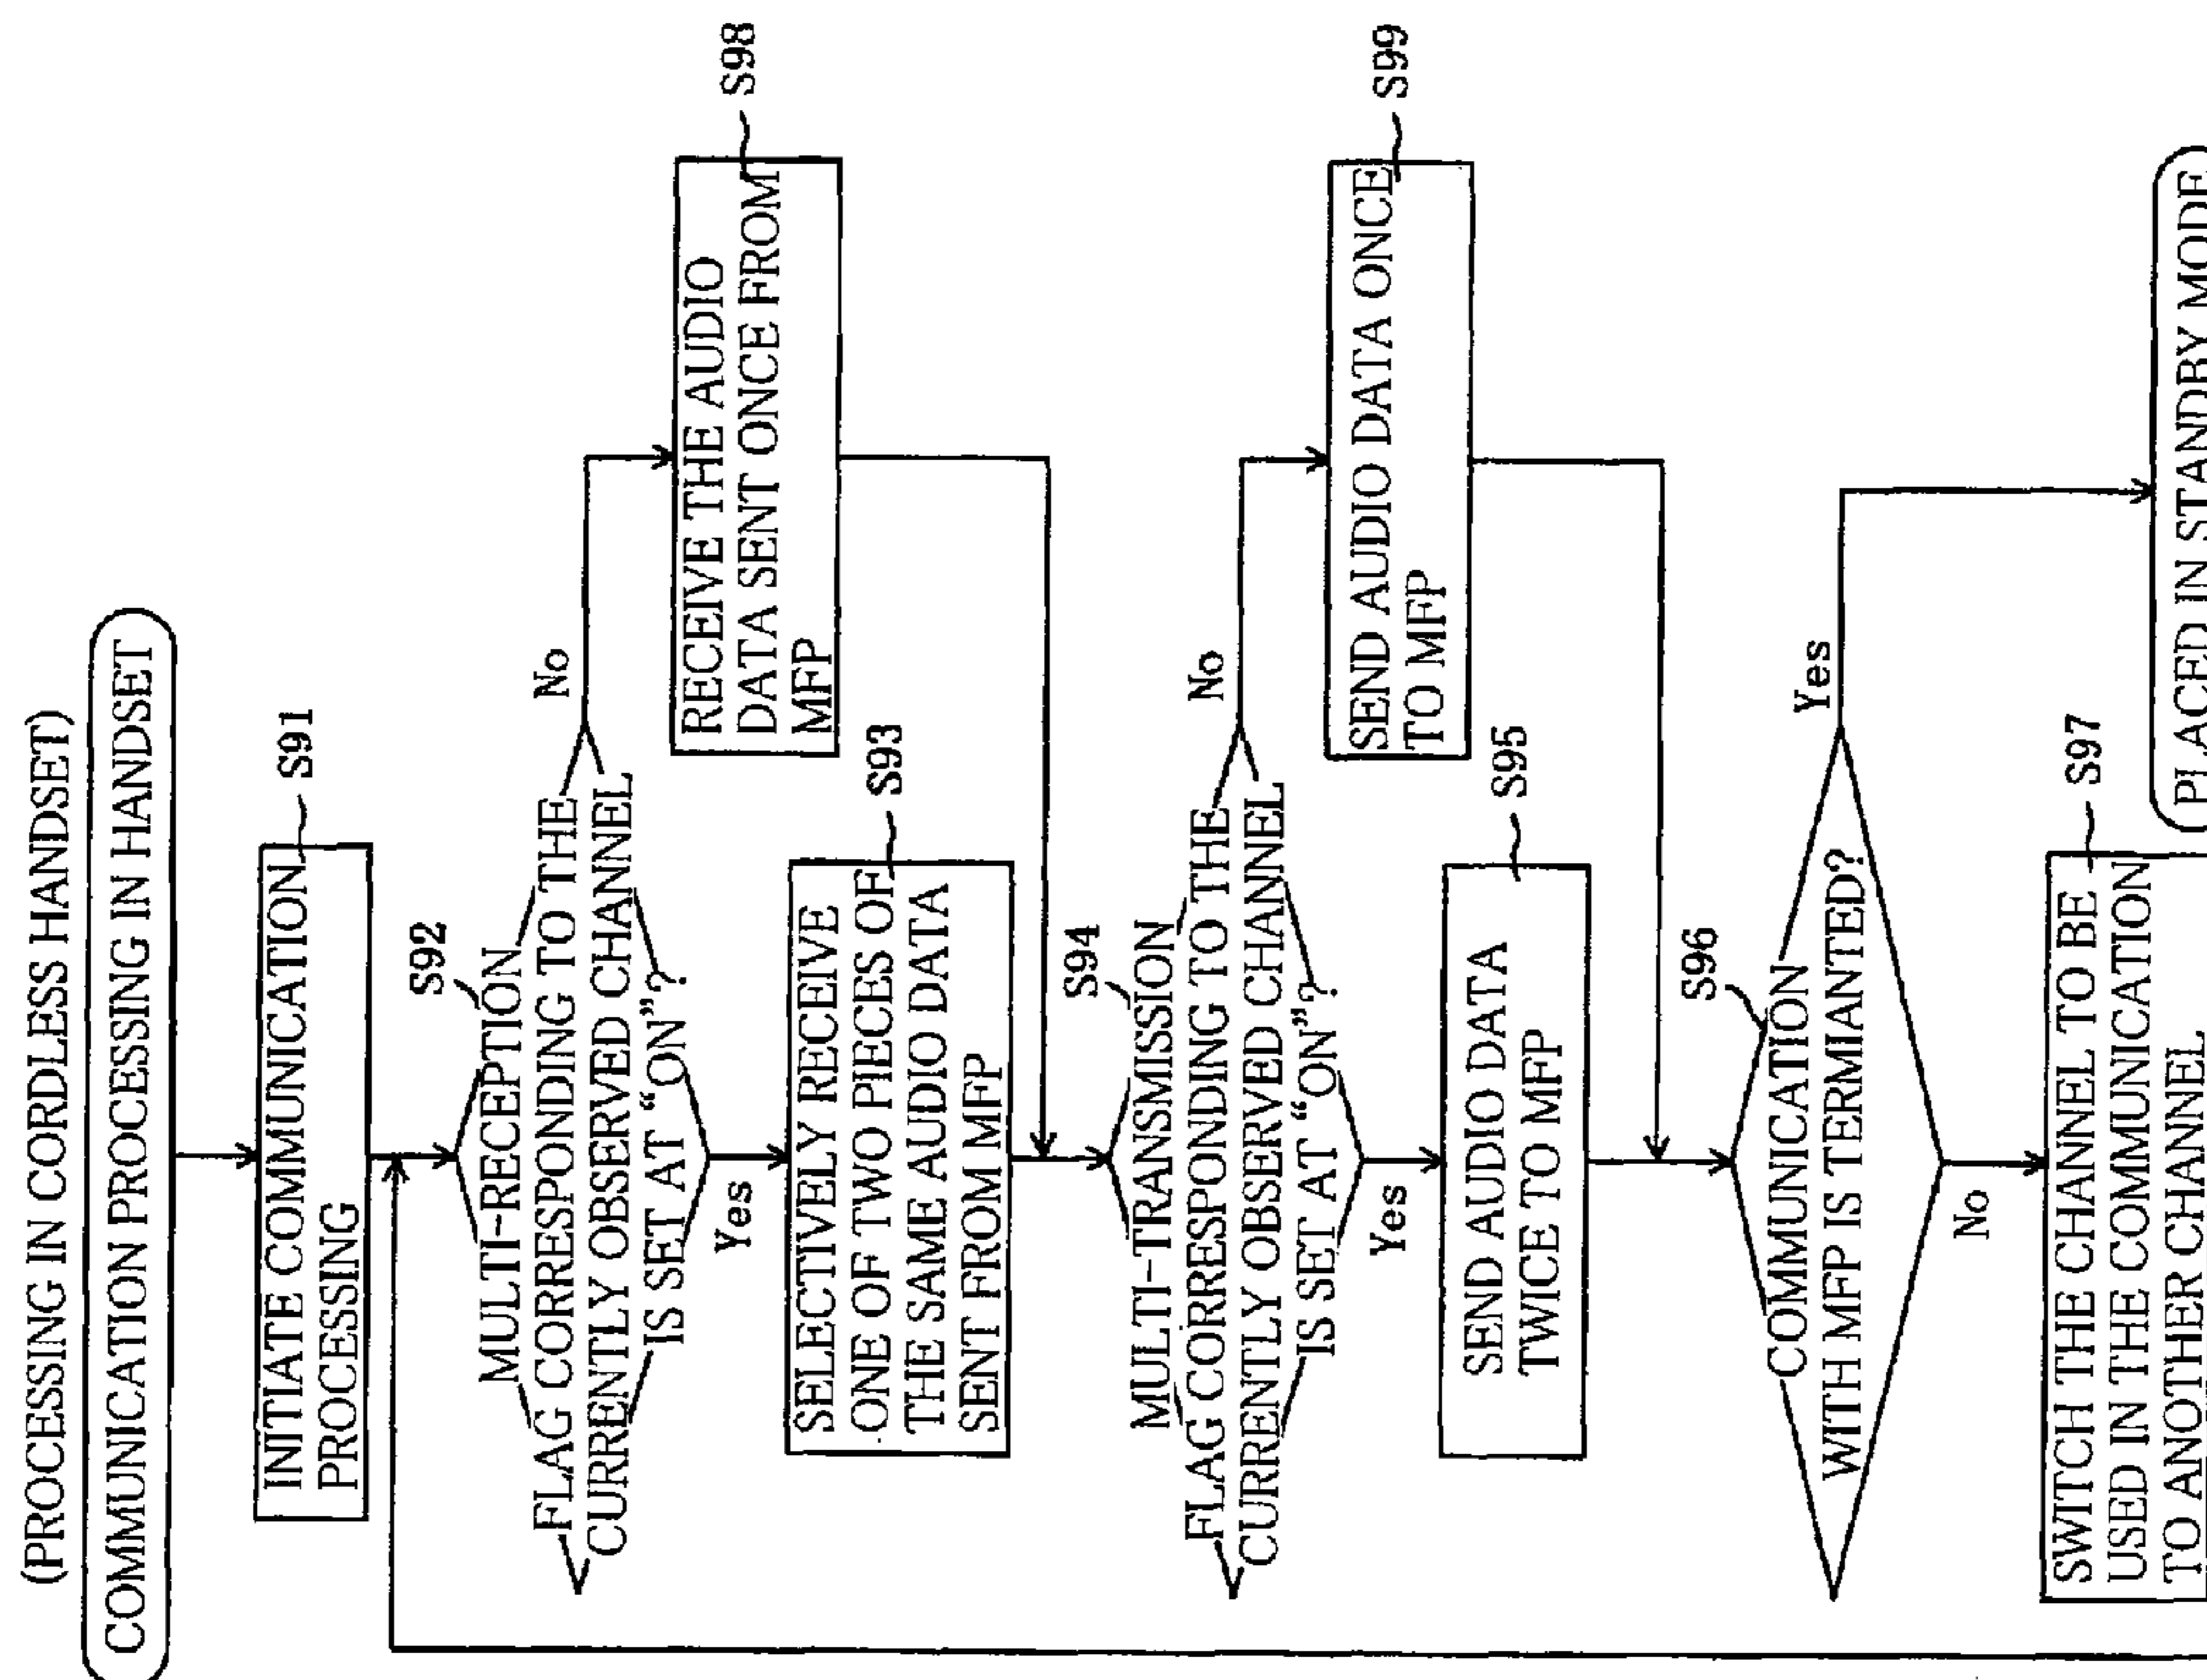 (PROCESSING IN CORDLESS HANDSET)
COMMUNICATION PROCESSING IN HANDSET
S91
INITIATE COMMUNICATION
PROCESSING
S92
MULTI-RECEPTION
FLAG CORRESPONDING TO THE
CURRENTLY OBSERVED CHANNEL
IS SET AT “ON”?
No
Yes
S98
RECEIVE THE AUDIO
DATA SENT ONCE FROM
MFP
S93
SELECTIVELY RECEIVE
ONE OF TWO PIECES OF
THE SAME AUDIO DATA
SENT FROM MFP
S94
MULTI-TRANSMISSION
FLAG CORRESPONDING TO THE
CURRENTLY OBSERVED CHANNEL
IS SET AT “ON”?
No
Yes
S99
SEND AUDIO DATA ONCE
TO MFP
S95
SEND AUDIO DATA
TWICE TO MFP
S96
COMMUNICATION
WITH MFP IS TERMIANTED?
Yes
No
S97
SWITCH THE CHANNEL TO BE
USED IN THE COMMUNICATION
TO ANOTHER CHANNEL
PLACED IN STANDBY MODE